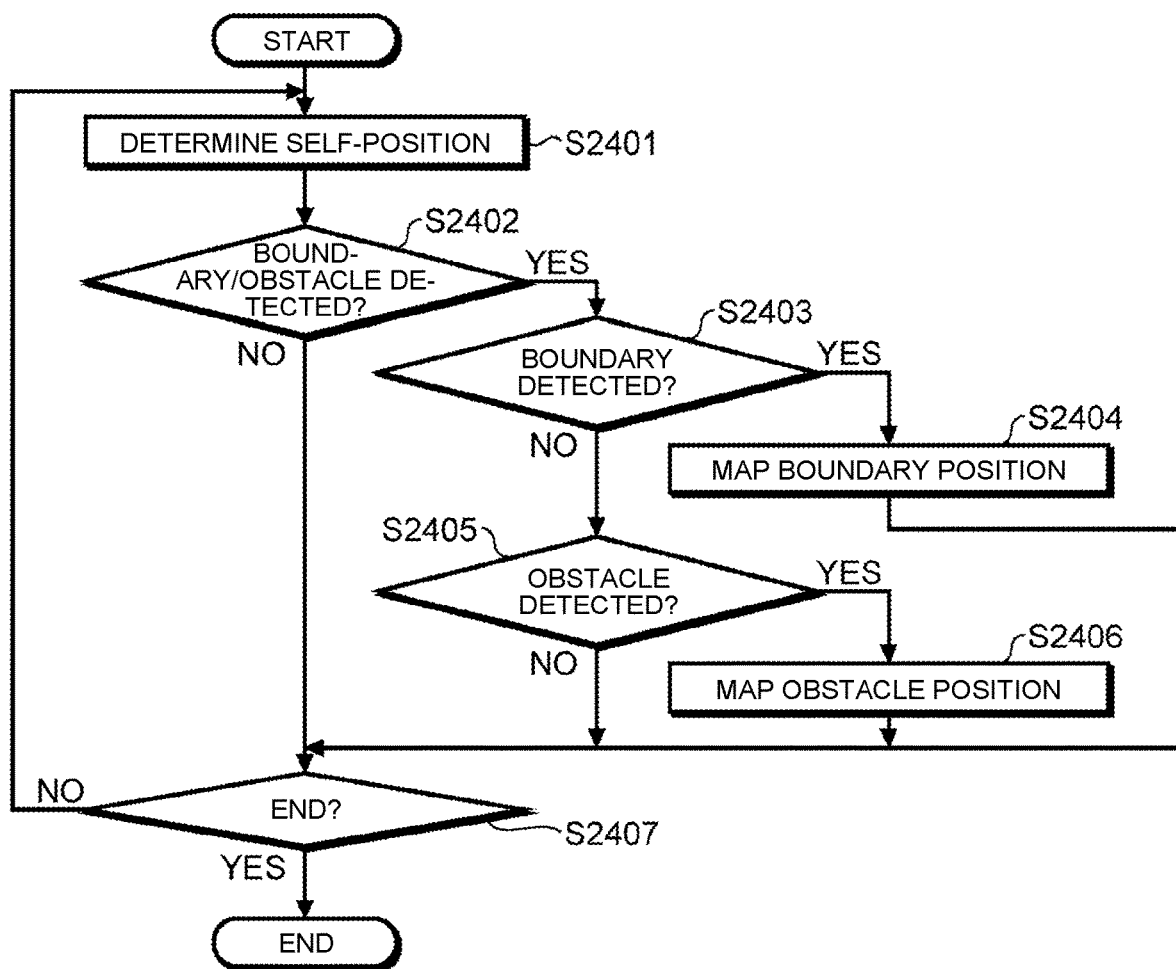 START
DETERMINE SELF-POSITION
S2401
S2402
BOUND-
ARY/OBSTACLE DE-
TECTED?
YES
NO
S2403
BOUNDARY
DETECTED?
YES
NO
S2404
MAP BOUNDARY POSITION
S2405
OBSTACLE
DETECTED?
YES
NO
S2406
MAP OBSTACLE POSITION
NO
END?
S2407
YES
END